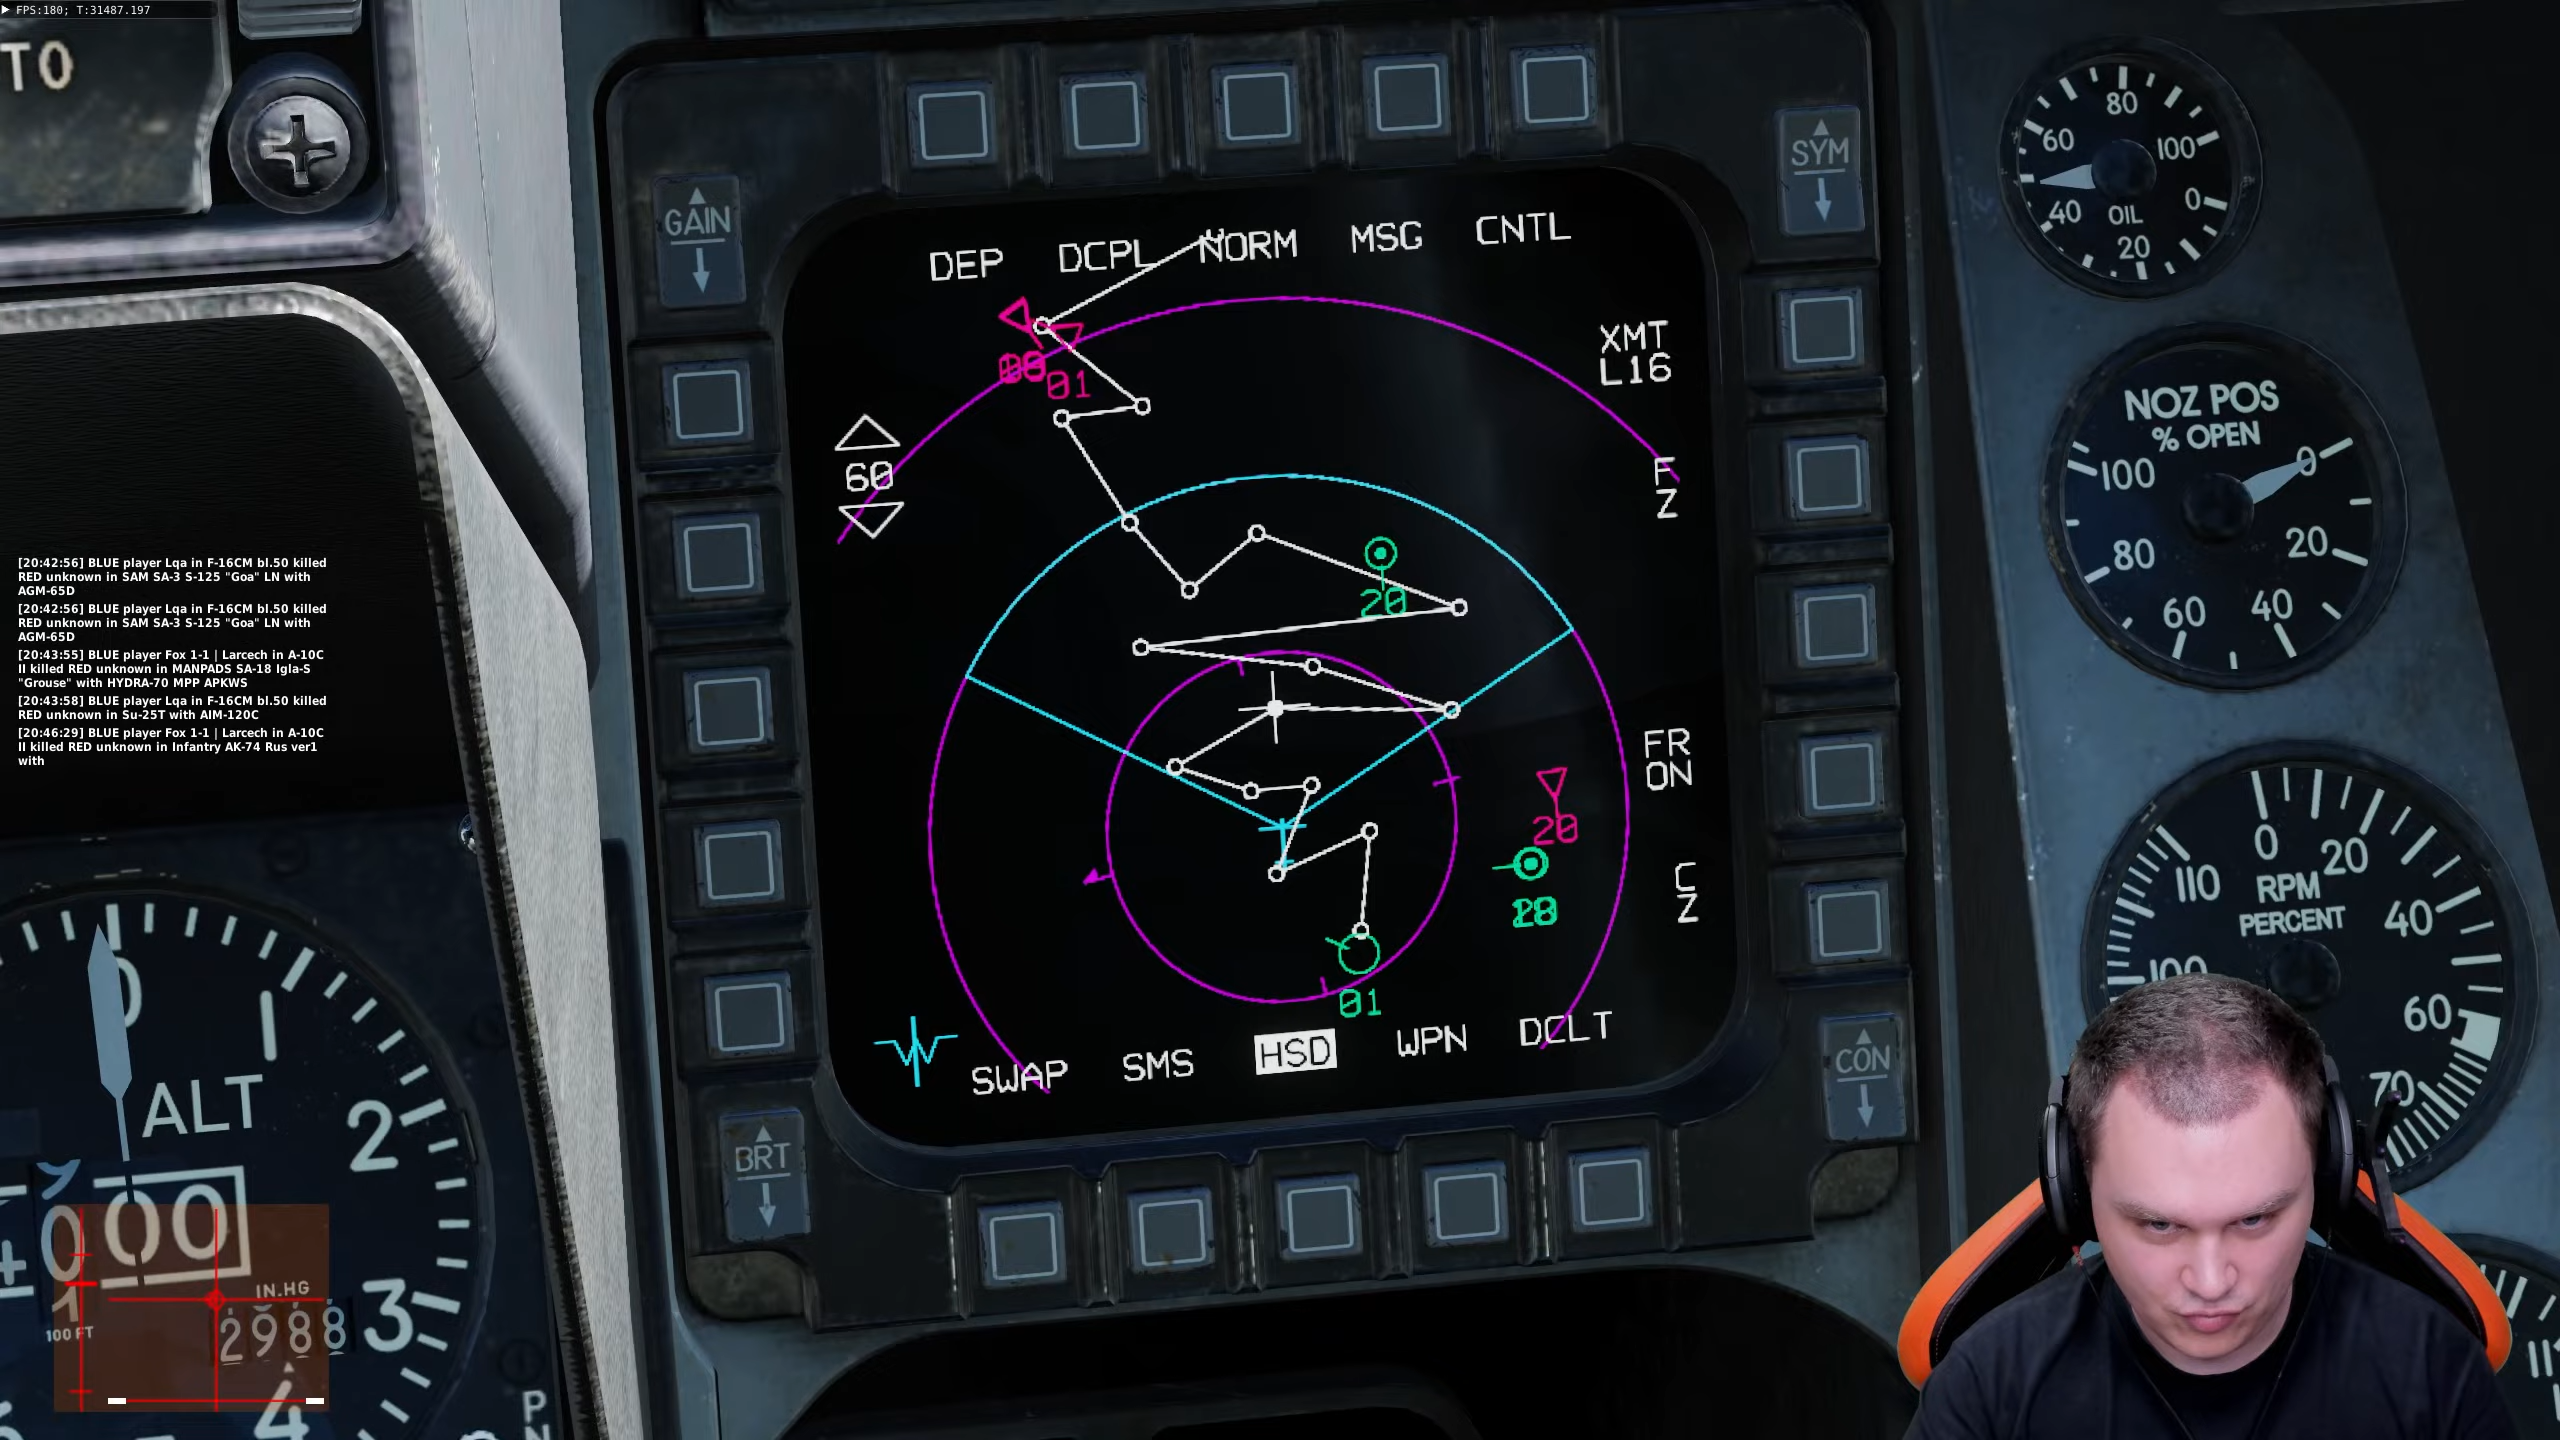 FPS:180; T:31487.197
TO
GAIN
SYM
DEP DCPL NORM MSG CNTL
XMT
L16
60
F
Z
01
20
FR
ON
20
C
Z
01
SWAP SMS HSD WPN DCLT
BRT
CON
[20:42:56] BLUE player Lqa in F-16CM bl.50 killed
RED unknown in SAM SA-3 S-125 "Goa" LN with
AGM-65D
[20:42:56] BLUE player Lqa in F-16CM bl.50 killed
RED unknown in SAM SA-3 S-125 "Goa" LN with
AGM-65D
[20:43:55] BLUE player Fox 1-1 | Larcech in A-10C
II killed RED unknown in MANPADS SA-18 Igla-S
"Grouse" with HYDRA-70 MPP APKWS
[20:43:58] BLUE player Lqa in F-16CM bl.50 killed
RED unknown in Su-25T with AIM-120C
[20:46:29] BLUE player Fox 1-1 | Larcech in A-10C
II killed RED unknown in Infantry AK-74 Rus ver1
with
0
1
ALT
2
00
IN.HG
2988
3
100 FT
4
80
60 100
40 OIL 0
20
NOZ POS
% OPEN
100 0
80 20
60 40
0 20
110 RPM
PERCENT 40
100 60
70